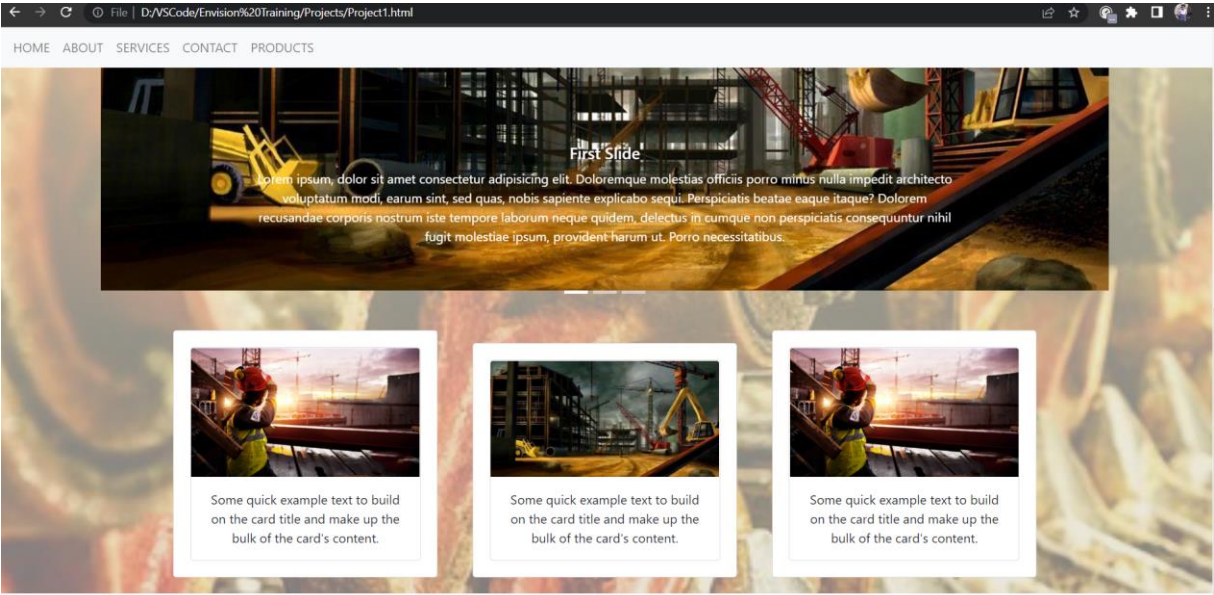 File | D:/VSCode/Envision%20Training/Projects/Project1.html
HOME ABOUT SERVICES CONTACT PRODUCTS
First Slide
Lorem ipsum, dolor sit amet consectetur adipisicing elit. Doloremque molestias officiis porro minus nulla impedit architecto
voluptatum modi, earum sint, sed quas, nobis sapiente explicabo sequi. Perspiciatis beatae eaque itaque? Dolorem
recusandae corporis nostrum iste tempore laborum neque quidem, delectus in cumque non perspiciatis consequuntur nihil
fugit molestiae ipsum, provident harum ut. Porro necessitatibus.
Some quick example text to build
on the card title and make up the
bulk of the card's content.
Some quick example text to build
on the card title and make up the
bulk of the card's content.
Some quick example text to build
on the card title and make up the
bulk of the card's content.